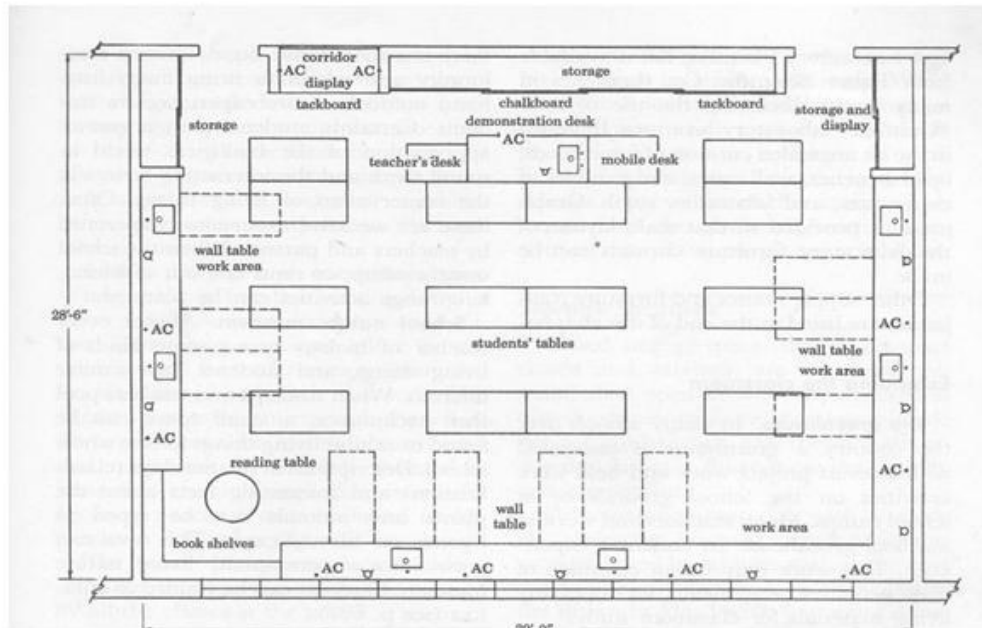 corridor
AC AC
display
storage
tackboard
chalkboard
tackboard
storage and
display
storage
demonstration desk
AC
teacher's desk
mobile desk
wall table
work area
28'-6"
AC
students' tables
AC
wall table
work area
AC
reading table
AC
wall
table
work area
book shelves
AC
AC
AC
AC